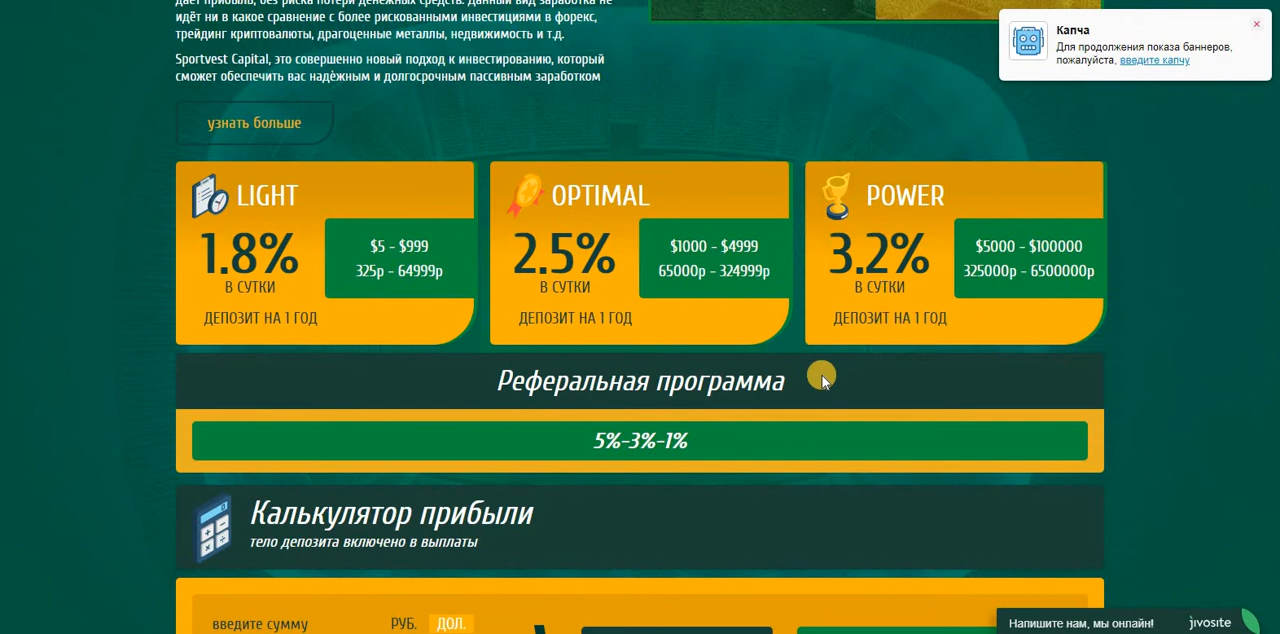 дает прибыль, без риска потери денежных средств. Данный вид заработка не
идёт ни в какое сравнение с более рискованными инвестициями в форекс,
трейдинг криптовалюты, драгоценные металлы, недвижимость и т.д.
Sportvest Capital, это совершенно новый подход к инвестированию, который
сможет обеспечить вас надёжным и долгосрочным пассивным заработком
узнать больше
Капча
Для продолжения показа баннеров,
пожалуйста, введите капчу
LIGHT
1.8%
В СУТКИ
$5 - $999
325р - 64999р
ДЕПОЗИТ НА 1 ГОД
OPTIMAL
2.5%
В СУТКИ
$1000 - $4999
65000р - 324999р
ДЕПОЗИТ НА 1 ГОД
POWER
3.2%
В СУТКИ
$5000 - $100000
325000р - 6500000р
ДЕПОЗИТ НА 1 ГОД
Реферальная программа
5%-3%-1%
Калькулятор прибыли
тело депозита включено в выплаты
введите сумму
РУБ.
ДОЛ.
Напишите нам, мы онлайн!
jivosite